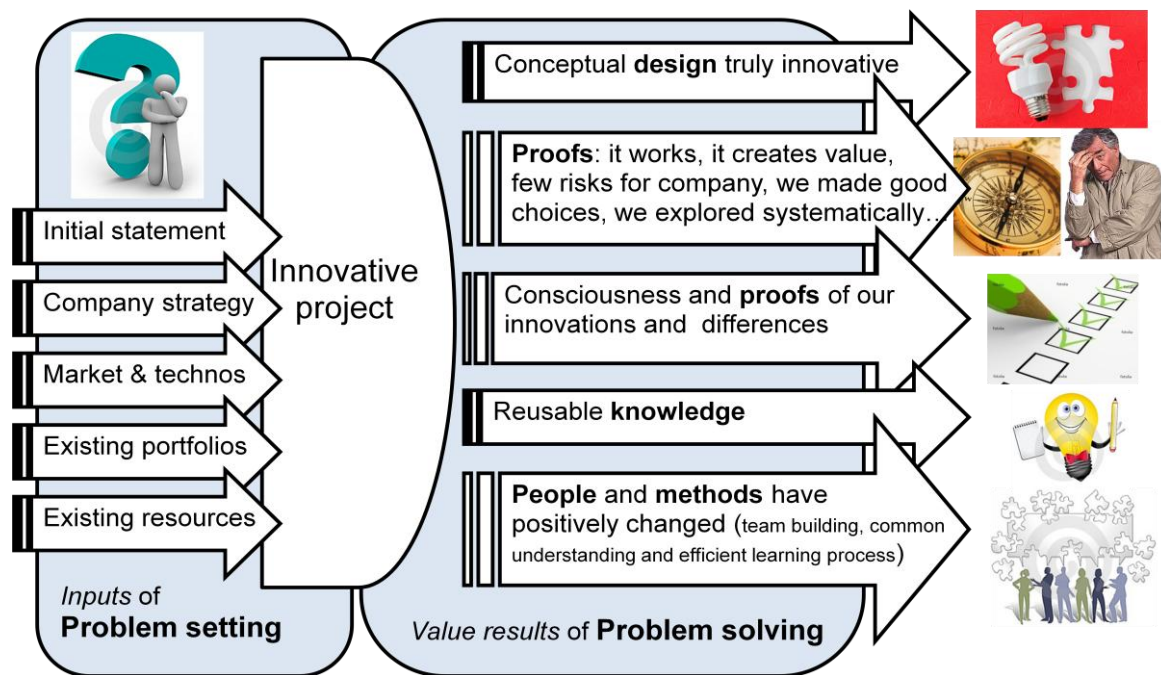 Initial statement
Company strategy
Market & technos
Existing portfolios
Existing resources
Inputs of
Problem setting
Innovative
project
Conceptual design truly innovative
Proofs: it works, it creates value,
few risks for company, we made good
choices, we explored systematically…
Consciousness and proofs of our
innovations and differences
Reusable knowledge
People and methods have
positively changed (team building, common
understanding and efficient learning process)
Value results of Problem solving